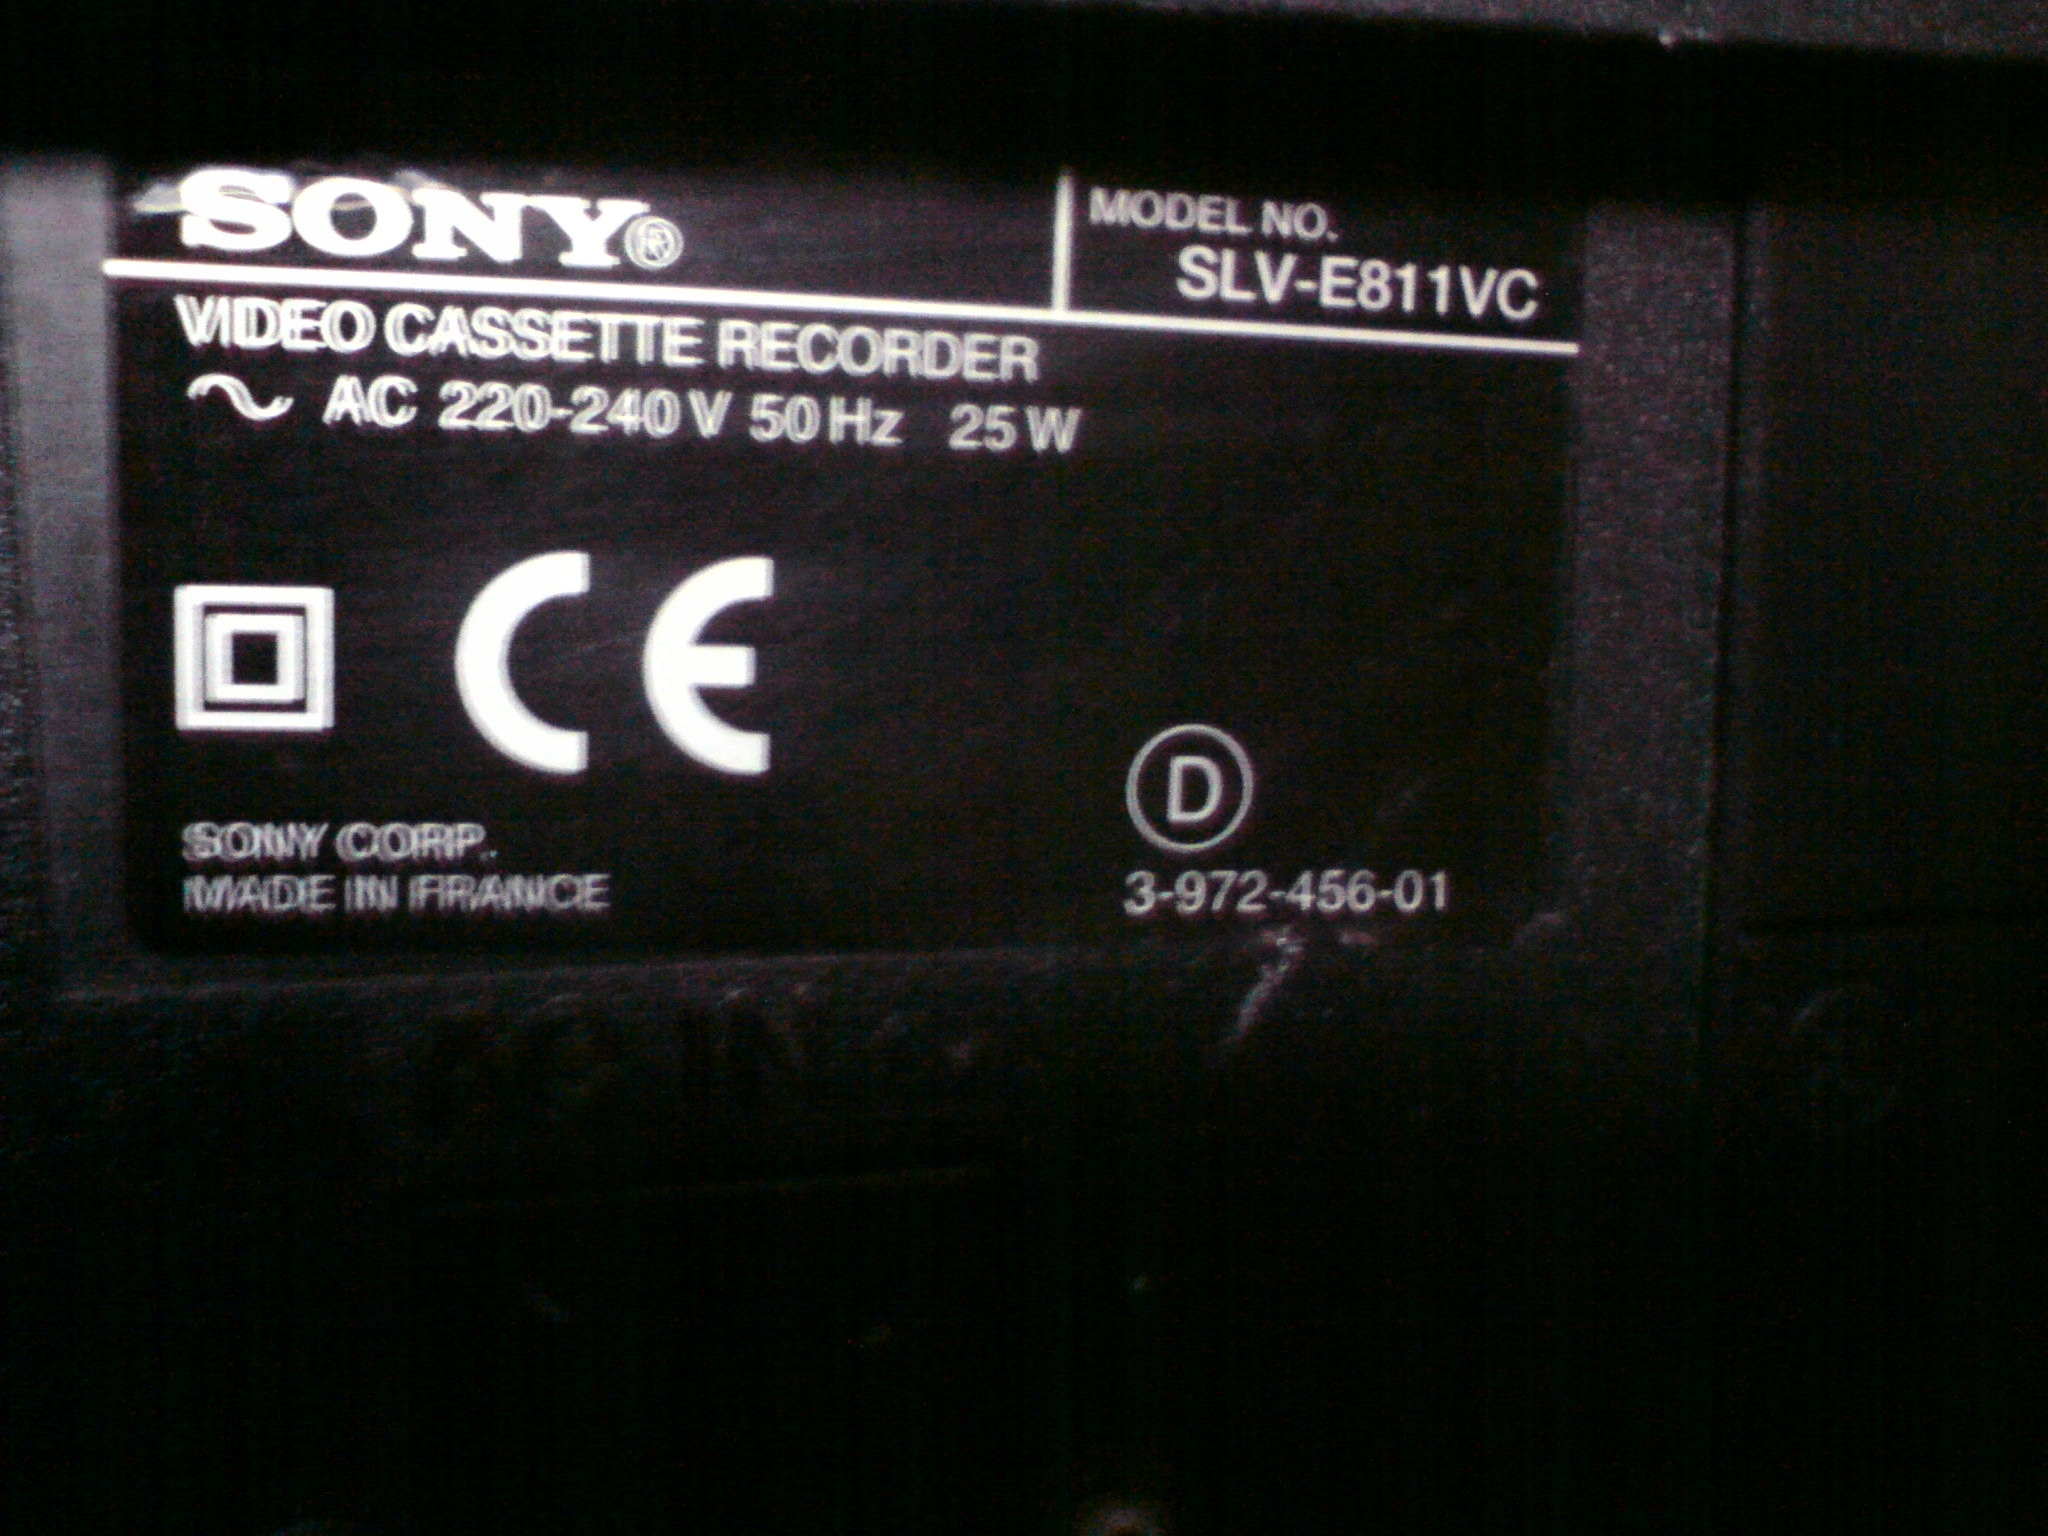 SONY®
MODEL NO.
SLV-E811VC
VIDEO CASSETTE RECORDER
~ AC 220-240 V 50 Hz 25 W
CE
D
SONY CORP.
MADE IN FRANCE
3-972-456-01